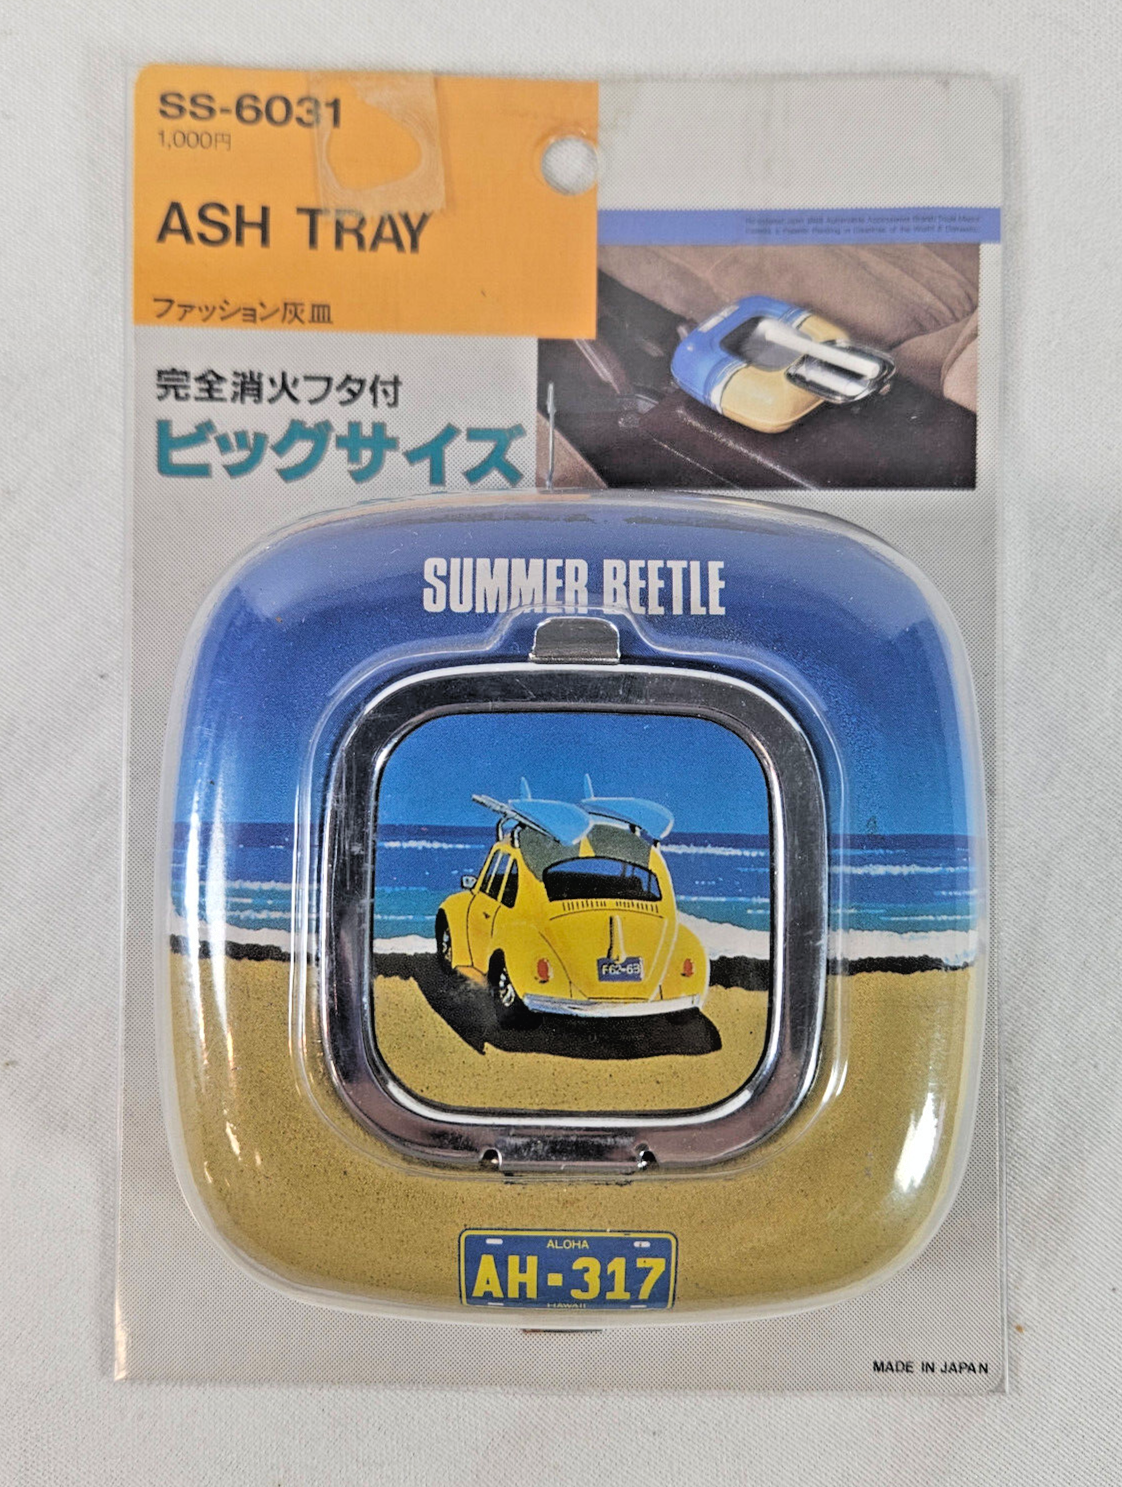 SS-6031
1,000円
ASH TRAY
ファッション灰皿
完全消火フタ付
ビッグサイズ
SUMMER BEETLE
F62-63
ALOHA
AH-317
HAWAII
MADE IN JAPAN